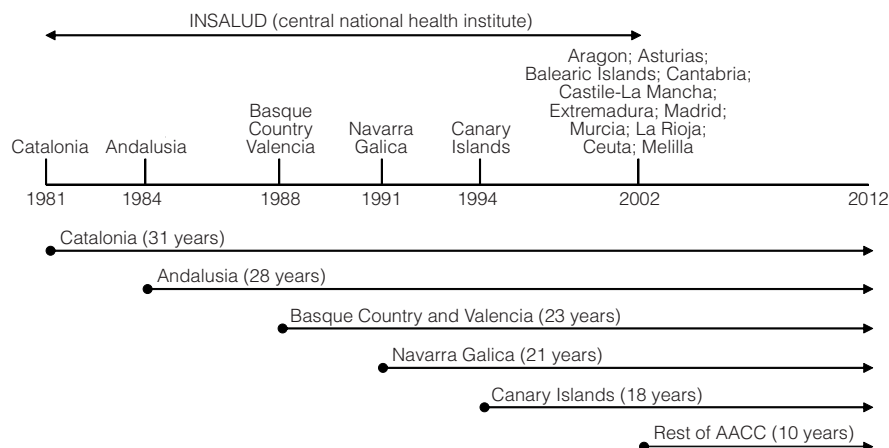 INSALUD (central national health institute)
Aragon; Asturias;
Balearic Islands; Cantabria;
Castile-La Mancha;
Extremadura; Madrid;
Murcia; La Rioja;
Ceuta; Melilla
Basque
Country
Valencia
Navarra
Galica
Canary
Islands
Catalonia
Andalusia
1981
1984
1988
1991
1994
2002
2012
Catalonia (31 years)
Andalusia (28 years)
Basque Country and Valencia (23 years)
Navarra Galica (21 years)
Canary Islands (18 years)
Rest of AACC (10 years)